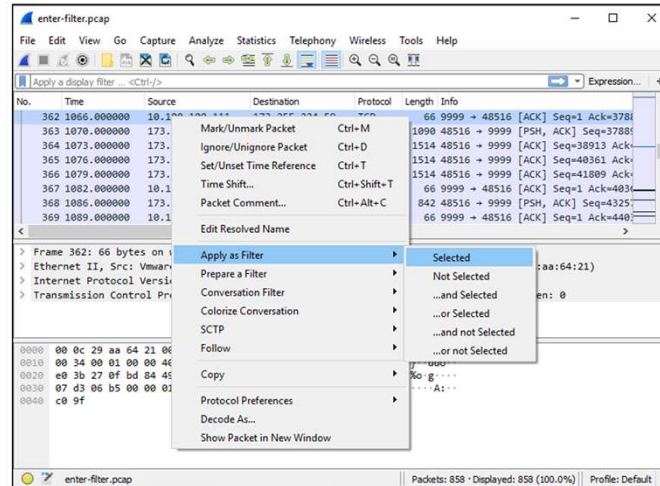 enter-filter.pcap
File Edit View Go Capture Analyze Statistics Telephony Wireless Tools Help
Apply a display filter ... <Ctrl-/>
Expression... +
No. Time Source Destination Protocol Length Info
362 1066.000000 66 9999 → 48516 [ACK] Seq=1 Ack=3788
363 1070.000000 173. 1090 48516 → 9999 [PSH, ACK] Seq=3788
364 1073.000000 173. 1514 48516 → 9999 [ACK] Seq=38913 Ack=
365 1076.000000 173. 1514 48516 → 9999 [ACK] Seq=40361 Ack=
366 1079.000000 173. 1514 48516 → 9999 [ACK] Seq=41809 Ack=
367 1082.000000 10.1 66 9999 → 48516 [ACK] Seq=1 Ack=4036
368 1086.000000 173. 842 48516 → 9999 [PSH, ACK] Seq=4325
369 1089.000000 10.1 66 9999 → 48516 [ACK] Seq=1 Ack=440
Mark/Unmark Packet Ctrl+M
Ignore/Unignore Packet Ctrl+D
Set/Unset Time Reference Ctrl+T
Time Shift... Ctrl+Shift+T
Packet Comment... Ctrl+Alt+C
Edit Resolved Name
Apply as Filter
Prepare a Filter
Conversation Filter
Colorize Conversation
SCTP
Follow
Copy
Protocol Preferences
Decode As...
Show Packet in New Window
Selected
Not Selected
...and Selected
...or Selected
...and not Selected
...or not Selected
> Frame 362: 66 bytes on
> Ethernet II, Src: Vmwar :aa:64:21)
> Internet Protocol Versi
> Transmission Control Pr en: 0
0000 00 0c 29 aa 64 21 00
0010 00 34 00 01 00 00 40
0020 e0 3b 27 0f bd 84 49 %o·g····
0030 07 d3 06 b5 00 00 01 ····A:··
0040 c0 9f
enter-filter.pcap Packets: 858 · Displayed: 858 (100.0%) Profile: Default